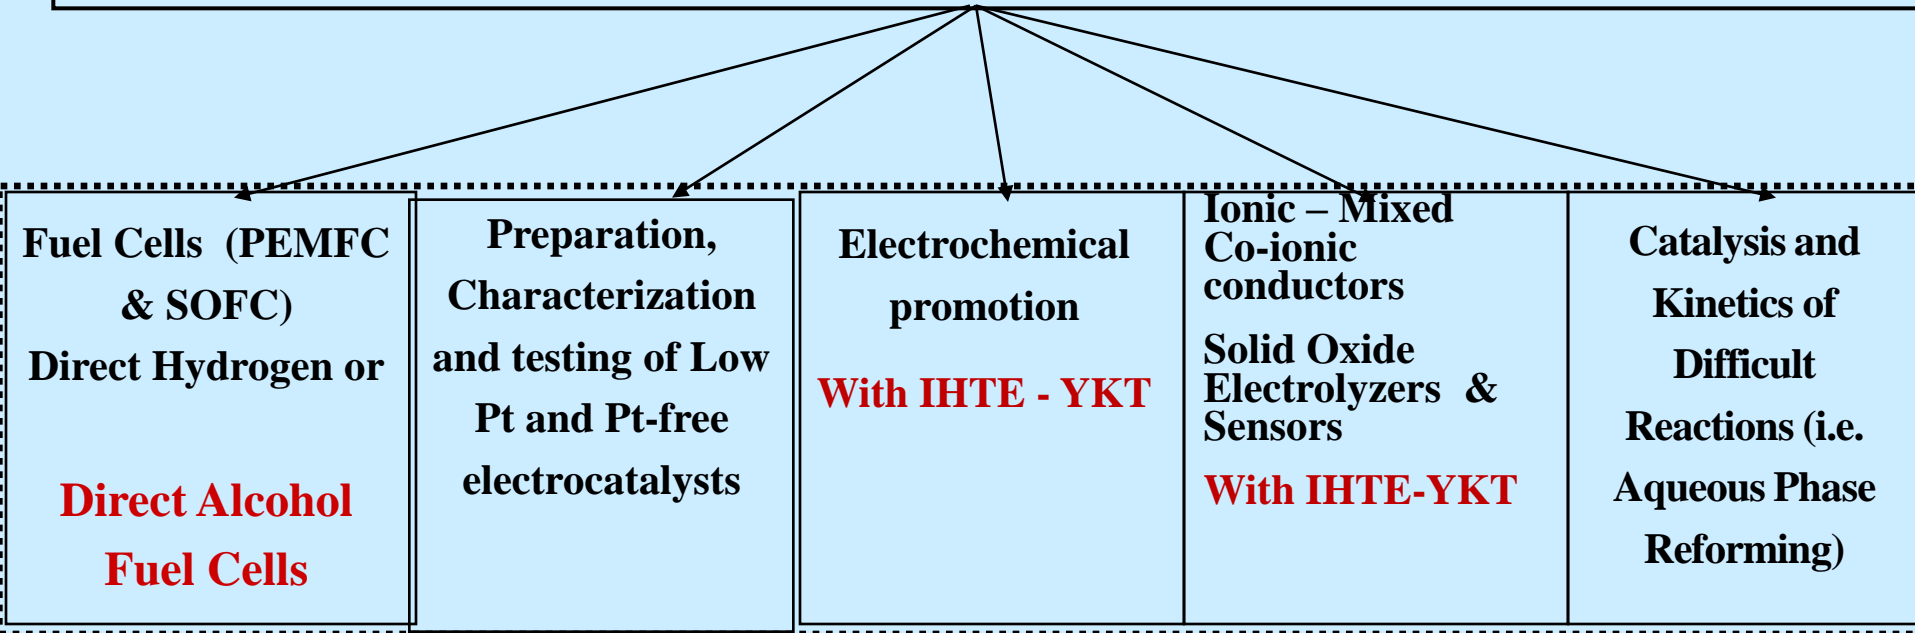 Fuel Cells (PEMFC
& SOFC)
Direct Hydrogen or
Direct Alcohol
Fuel Cells
Preparation,
Characterization
and testing of Low
Pt and Pt-free
electrocatalysts
Electrochemical
promotion
With IHTE - YKT
Ionic – Mixed
Co-ionic
conductors
Solid Oxide
Electrolyzers &
Sensors
With IHTE-YKT
Catalysis and
Kinetics of
Difficult
Reactions (i.e.
Aqueous Phase
Reforming)